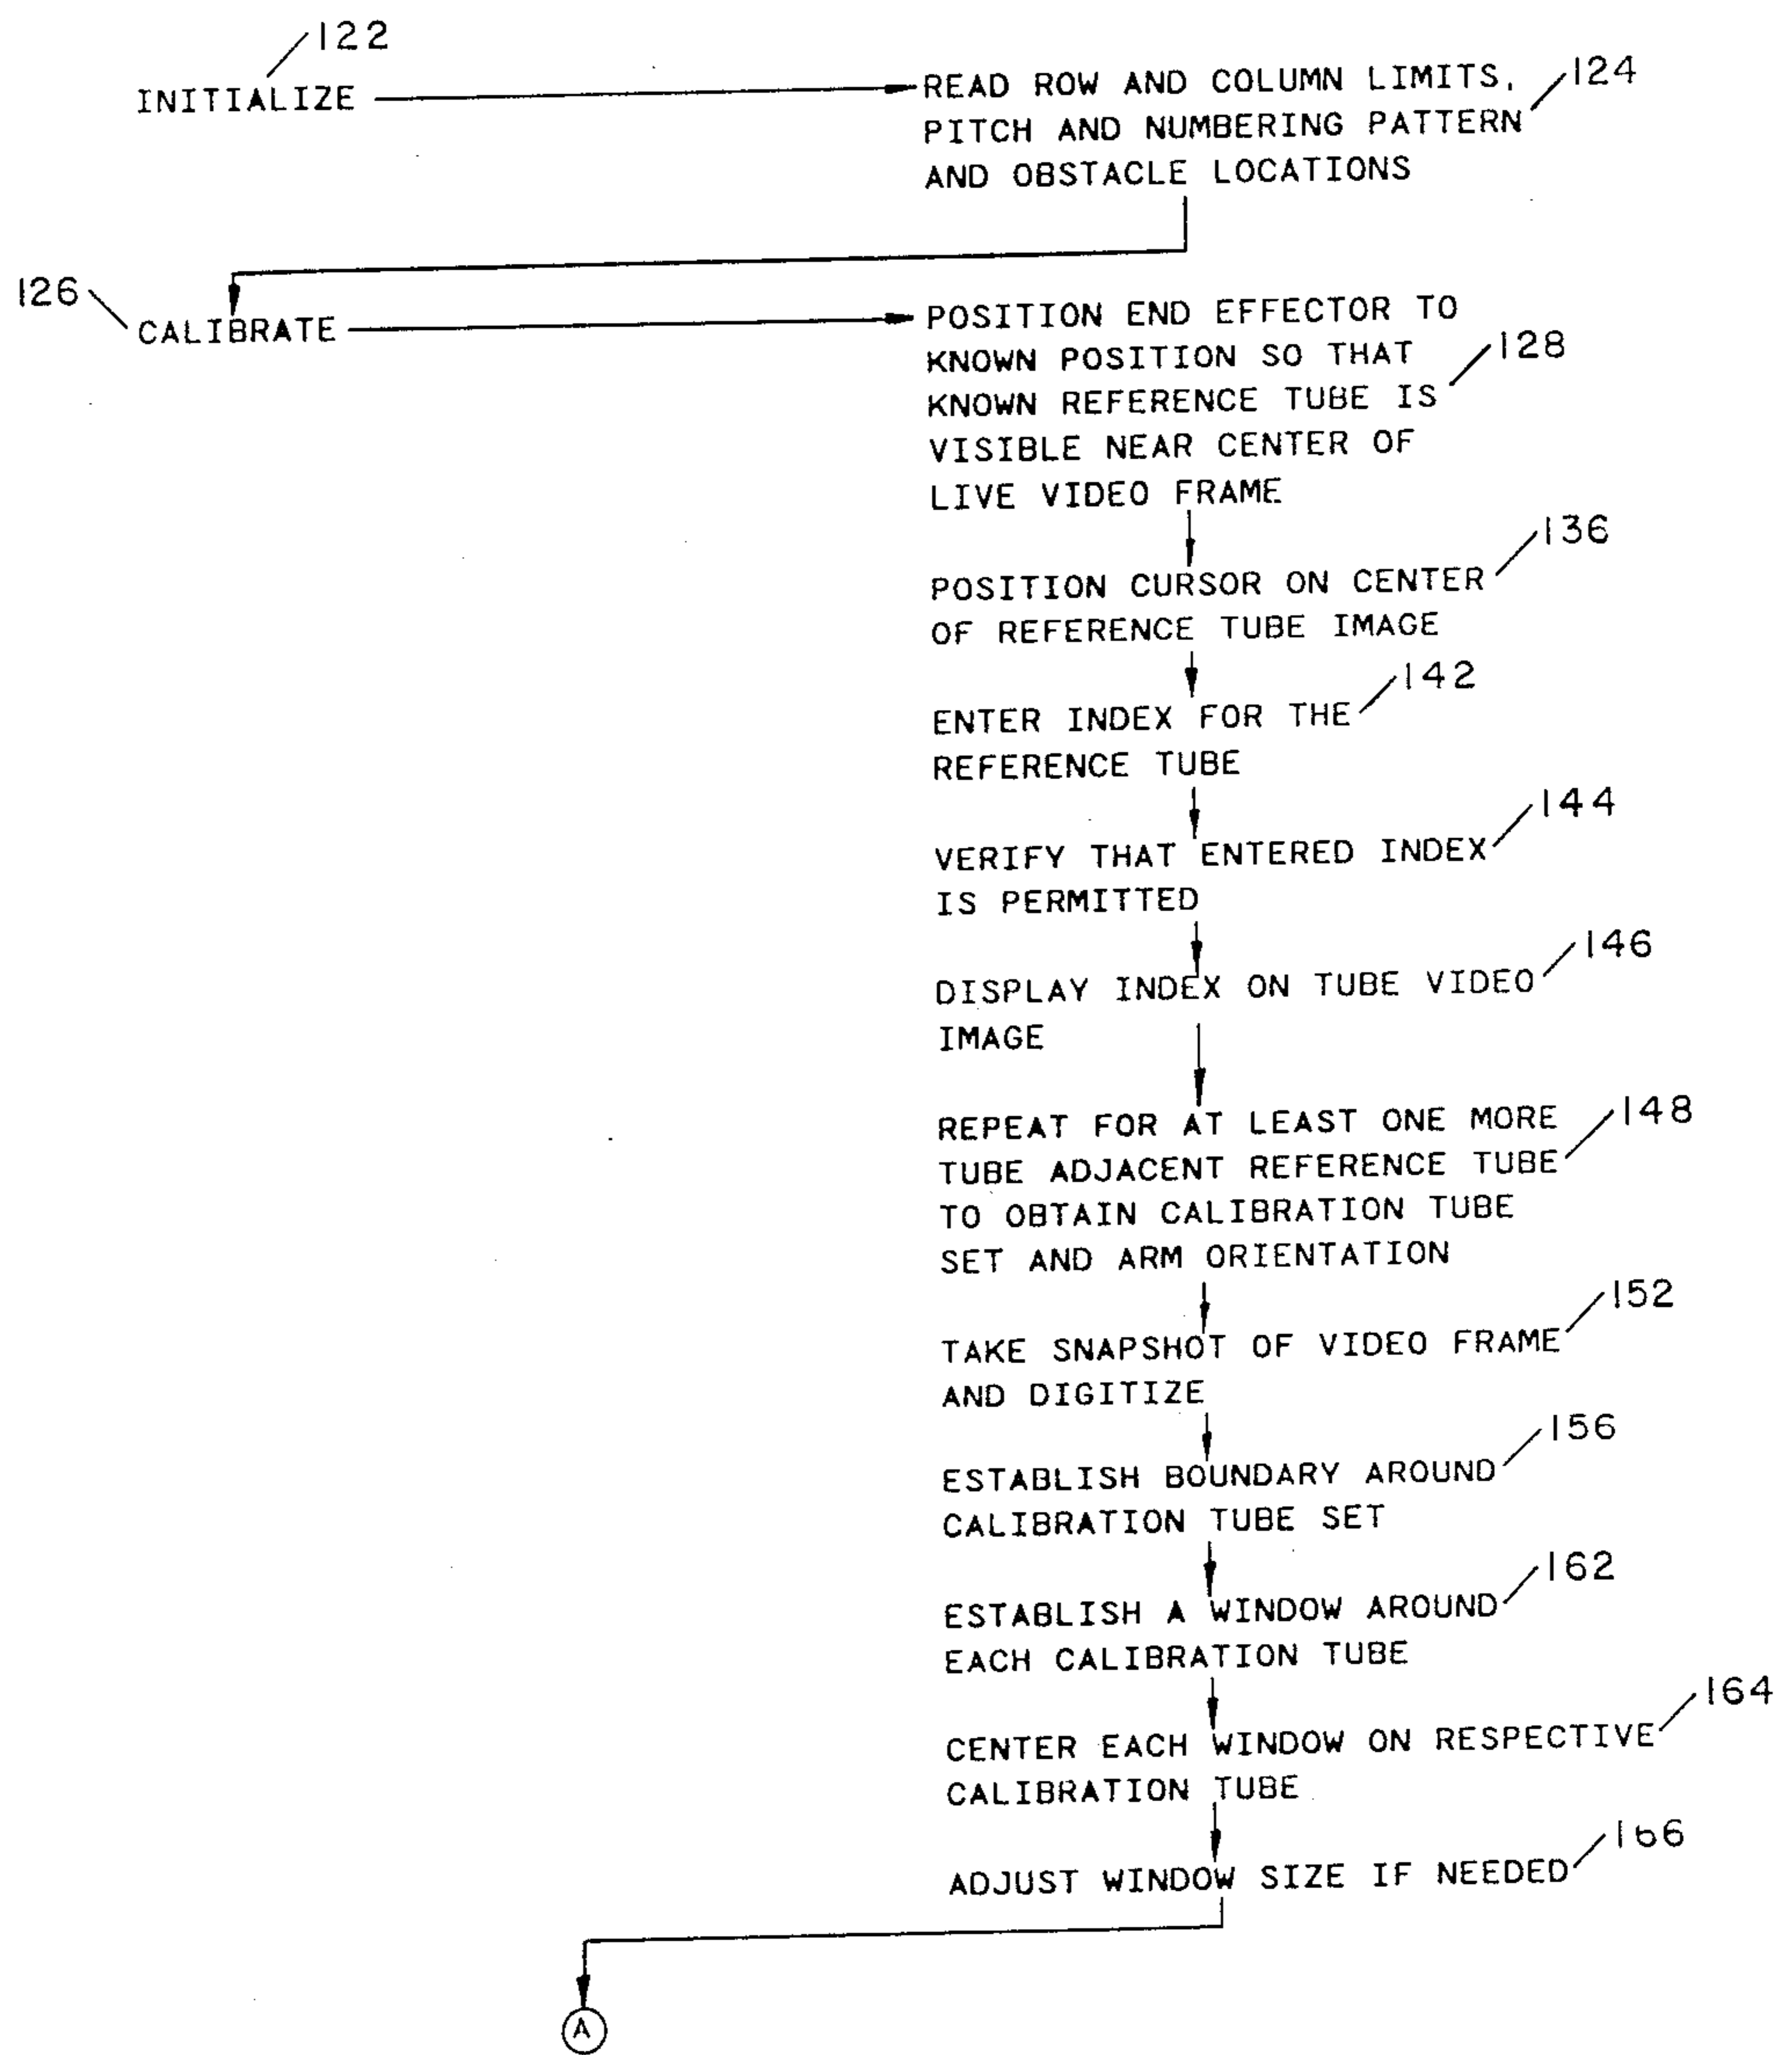 122
INITIALIZE
READ ROW AND COLUMN LIMITS,
124
PITCH AND NUMBERING PATTERN
AND OBSTACLE LOCATIONS
126
CALIBRATE
POSITION END EFFECTOR TO
KNOWN POSITION SO THAT
128
KNOWN REFERENCE TUBE IS
VISIBLE NEAR CENTER OF
LIVE VIDEO FRAME
136
POSITION CURSOR ON CENTER
OF REFERENCE TUBE IMAGE
142
ENTER INDEX FOR THE
REFERENCE TUBE
144
VERIFY THAT ENTERED INDEX
IS PERMITTED
146
DISPLAY INDEX ON TUBE VIDEO
IMAGE
REPEAT FOR AT LEAST ONE MORE
148
TUBE ADJACENT REFERENCE TUBE
TO OBTAIN CALIBRATION TUBE
SET AND ARM ORIENTATION
152
TAKE SNAPSHOT OF VIDEO FRAME
AND DIGITIZE
156
ESTABLISH BOUNDARY AROUND
CALIBRATION TUBE SET
162
ESTABLISH A WINDOW AROUND
EACH CALIBRATION TUBE
164
CENTER EACH WINDOW ON RESPECTIVE
CALIBRATION TUBE
166
ADJUST WINDOW SIZE IF NEEDED
A